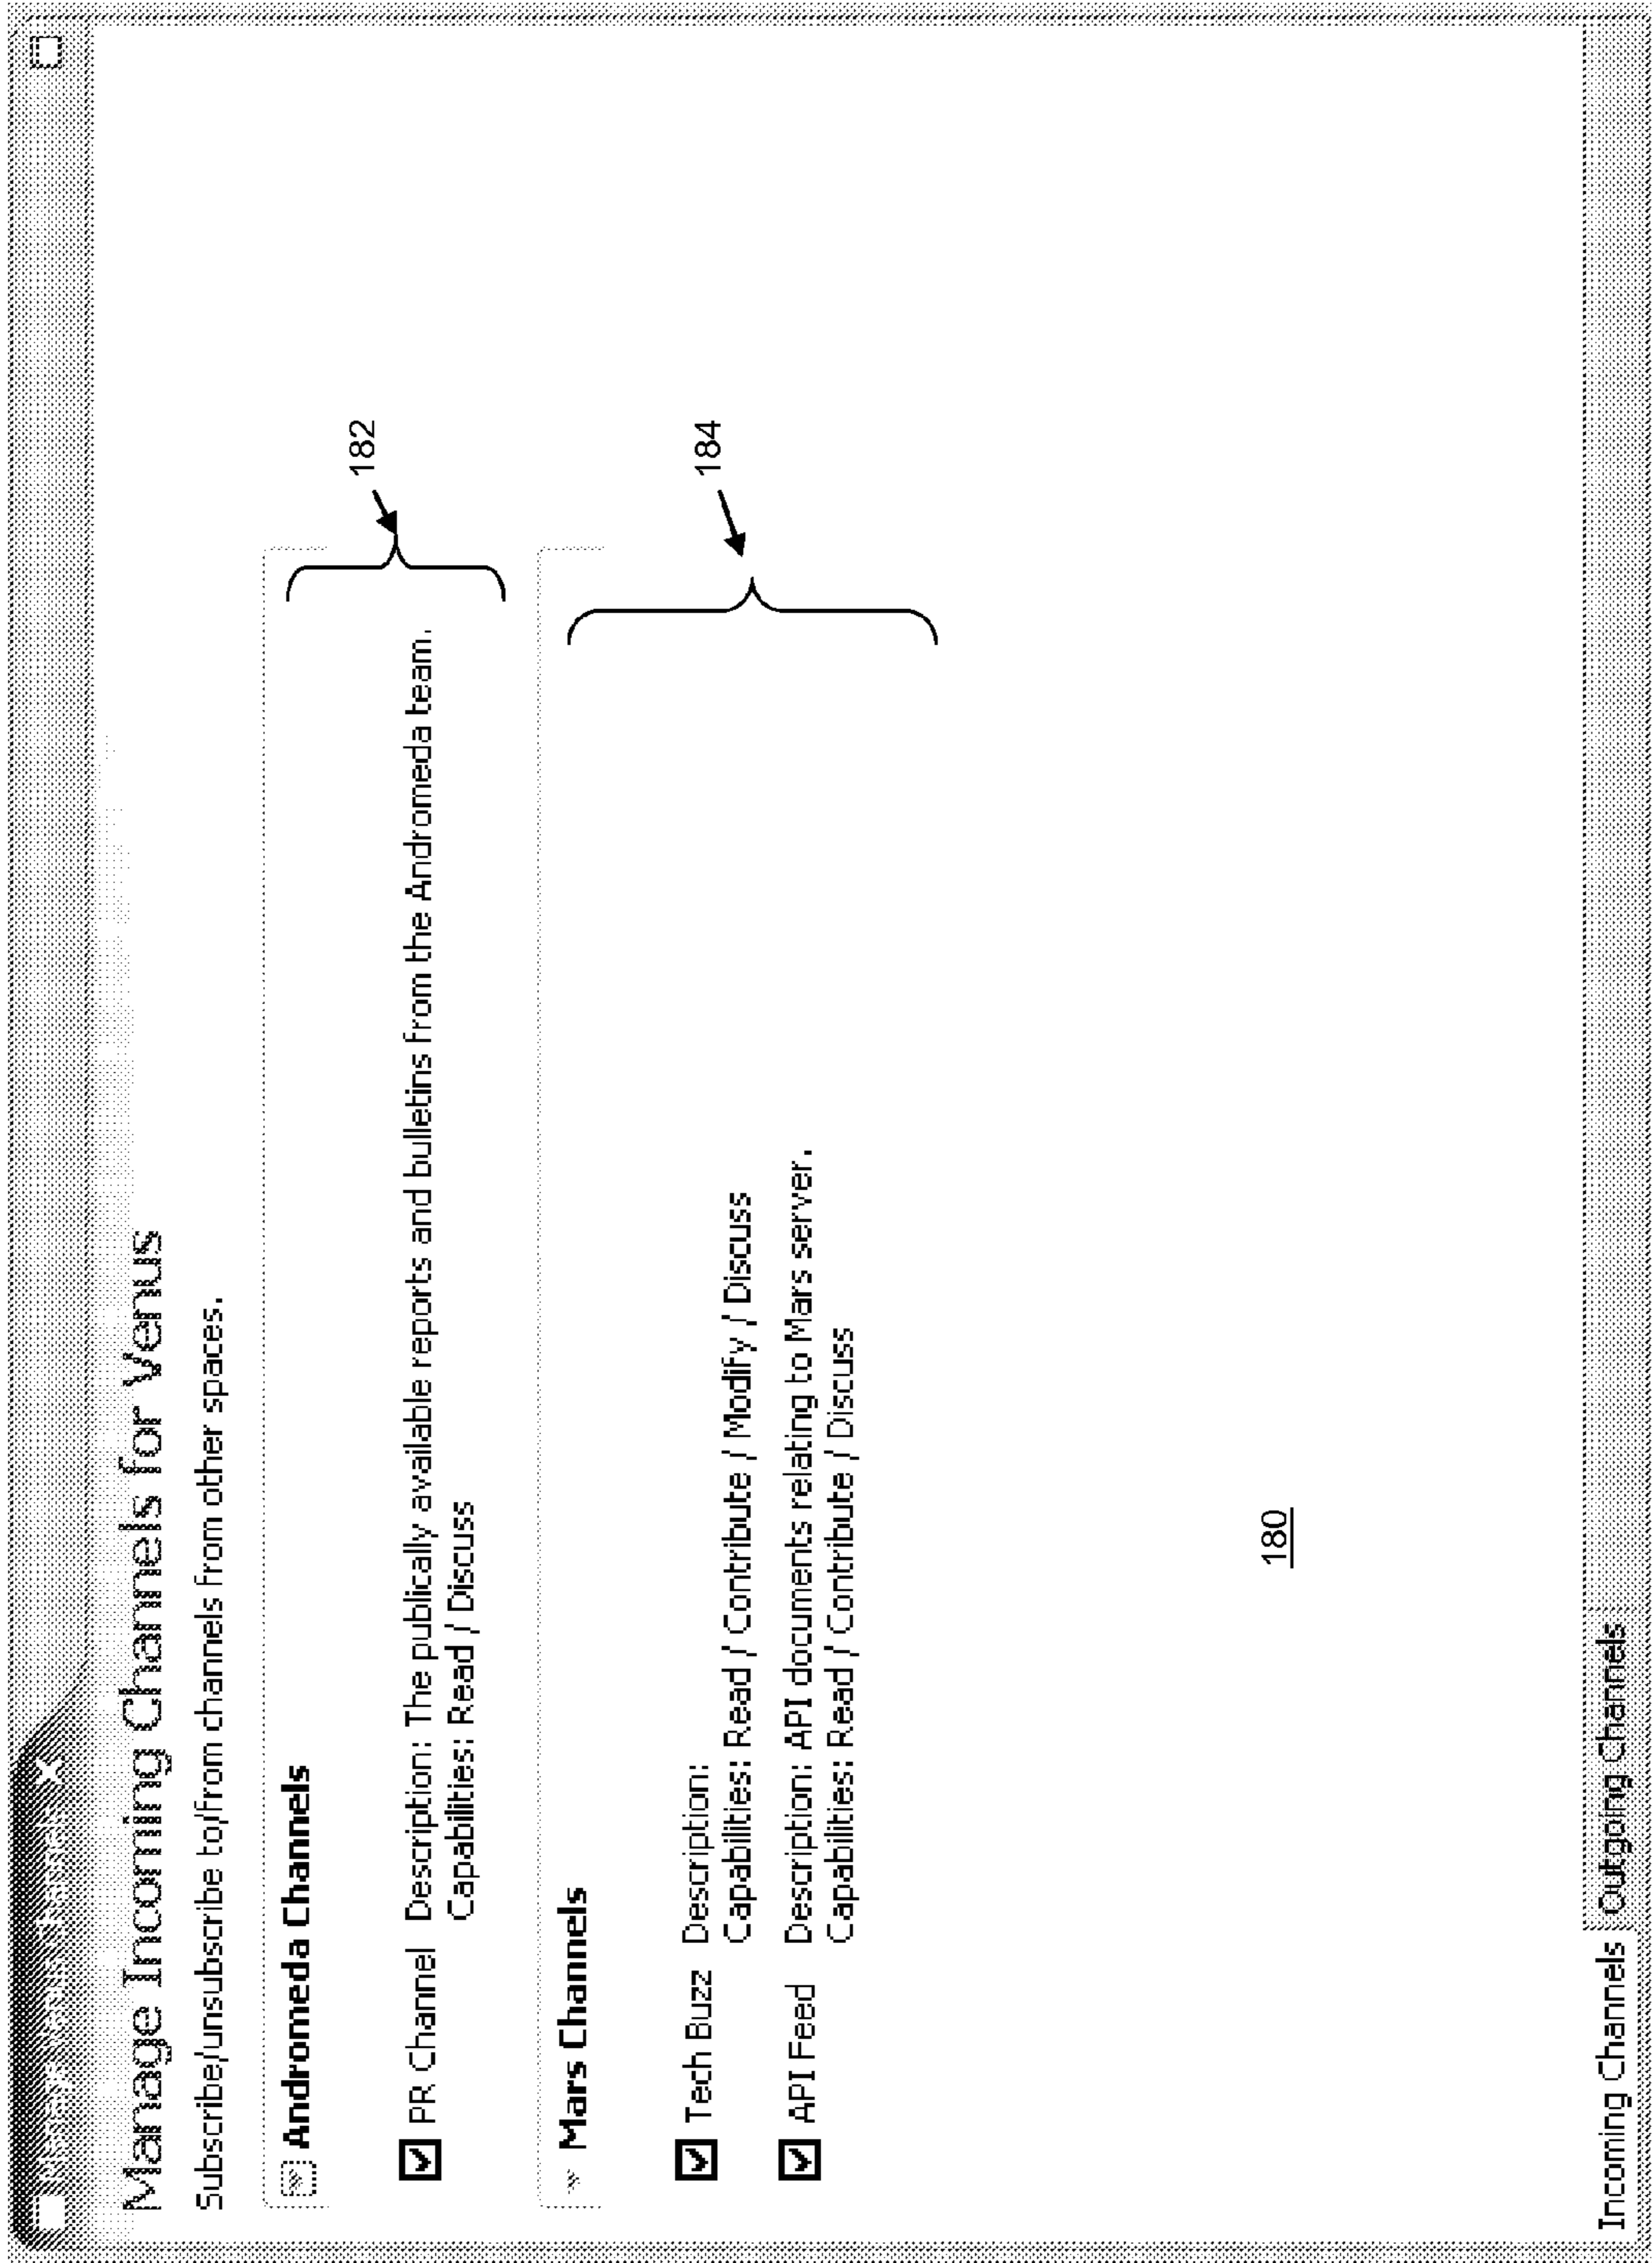 Manage Incoming Channels for Venus
Subscribe/unsubscribe to/from channels from other spaces.
Andromeda Channels
182
PR Channel Description: The publically available reports and bulletins from the Andromeda team.
Capabilities: Read / Discuss
Mars Channels
184
Tech Buzz Description:
Capabilities: Read / Contribute / Modify / Discuss
API Feed Description: API documents relating to Mars server.
Capabilities: Read / Contribute / Discuss
180
Incoming Channels Outgoing Channels